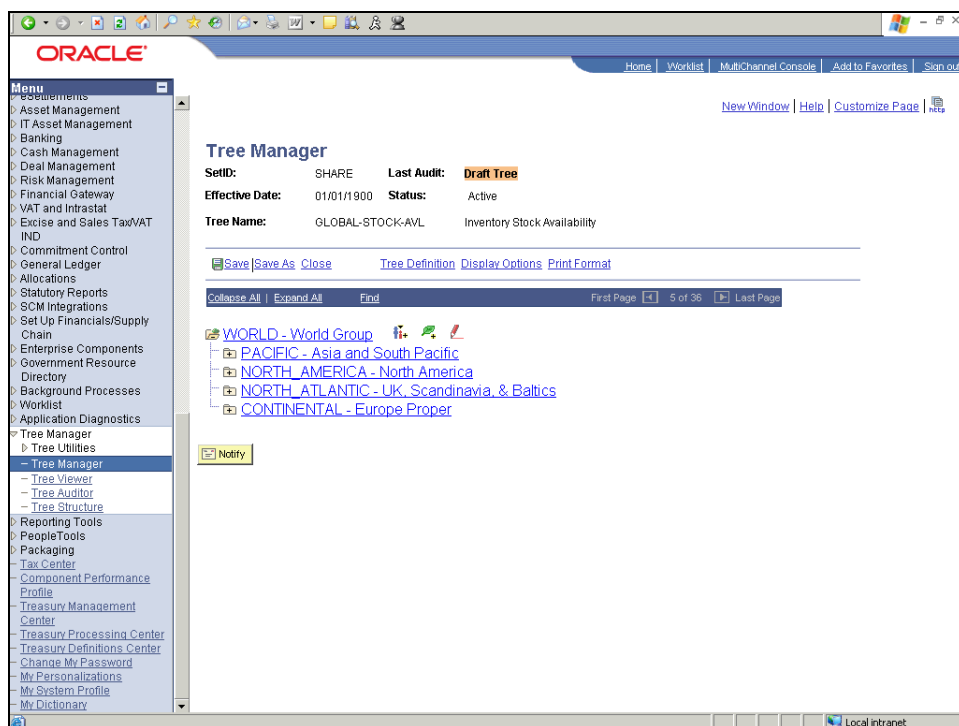 ORACLE
Home | Worklist | MultiChannel Console | Add to Favorites | Sign out
Menu
eSettlements
Asset Management
IT Asset Management
Banking
Cash Management
Deal Management
Risk Management
Financial Gateway
VAT and Intrastat
Excise and Sales Tax/VAT
IND
Commitment Control
General Ledger
Allocations
Statutory Reports
SCM Integrations
Set Up Financials/Supply
Chain
Enterprise Components
Government Resource
Directory
Background Processes
Worklist
Application Diagnostics
Tree Manager
Tree Utilities
Tree Manager
Tree Viewer
Tree Auditor
Tree Structure
Reporting Tools
PeopleTools
Packaging
Tax Center
Component Performance
Profile
Treasury Management
Center
Treasury Processing Center
Treasury Definitions Center
Change My Password
My Personalizations
My System Profile
My Dictionary
New Window | Help | Customize Page | http
Tree Manager
SetID: SHARE Last Audit: Draft Tree
Effective Date: 01/01/1900 Status: Active
Tree Name: GLOBAL-STOCK-AVL Inventory Stock Availability
Save | Save As Close Tree Definition Display Options Print Format
Collapse All | Expand All Find First Page 5 of 36 Last Page
WORLD - World Group
PACIFIC - Asia and South Pacific
NORTH_AMERICA - North America
NORTH_ATLANTIC - UK, Scandinavia, & Baltics
CONTINENTAL - Europe Proper
Notify
Local intranet